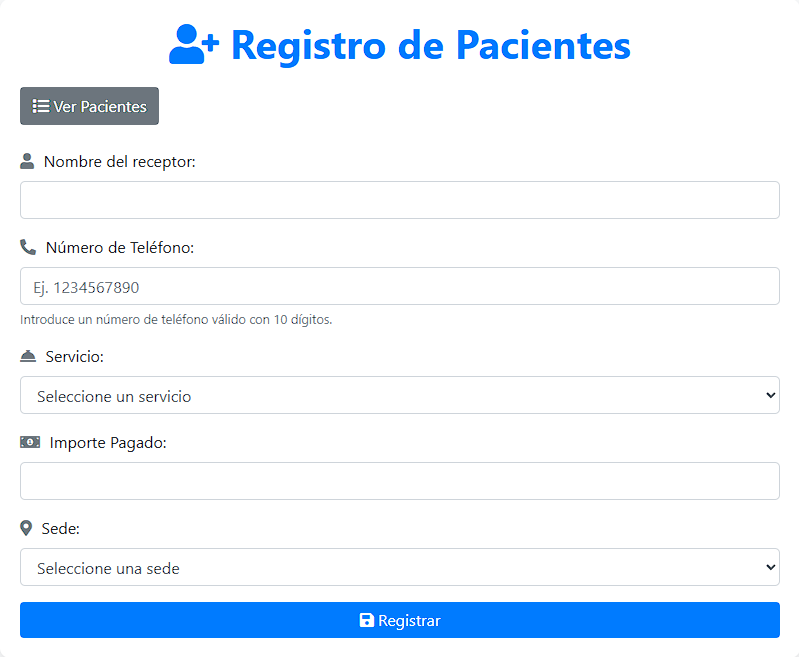 Registro de Pacientes
Ver Pacientes
Nombre del receptor:
Número de Teléfono:
Ej. 1234567890
Introduce un número de teléfono válido con 10 dígitos.
Servicio:
Seleccione un servicio
Importe Pagado:
Sede:
Seleccione una sede
Registrar